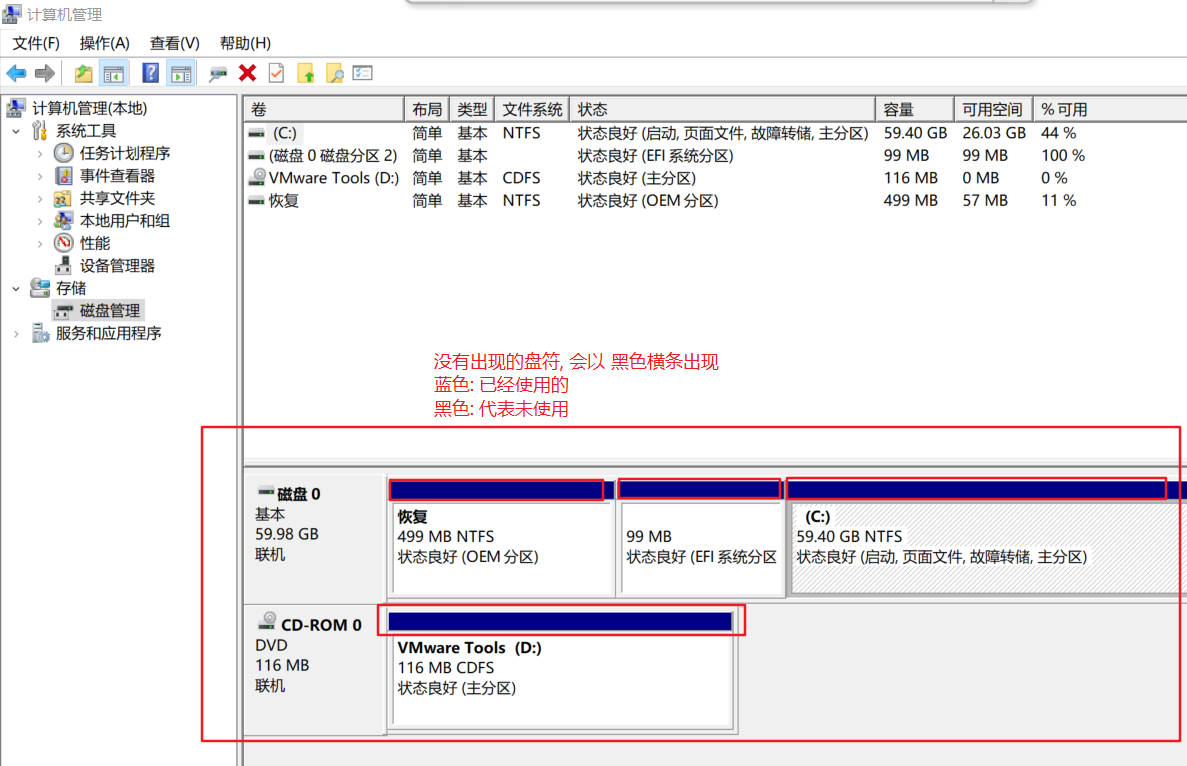 计算机管理
文件(F) 操作(A) 查看(V) 帮助(H)
计算机管理(本地)
系统工具
任务计划程序
事件查看器
共享文件夹
本地用户和组
性能
设备管理器
存储
磁盘管理
服务和应用程序
卷 布局 类型 文件系统 状态 容量 可用空间 % 可用
(C:) 简单 基本 NTFS 状态良好 (启动, 页面文件, 故障转储, 主分区) 59.40 GB 26.03 GB 44 %
(磁盘 0 磁盘分区 2) 简单 基本 状态良好 (EFI 系统分区) 99 MB 99 MB 100 %
VMware Tools (D:) 简单 基本 CDFS 状态良好 (主分区) 116 MB 0 MB 0 %
恢复 简单 基本 NTFS 状态良好 (OEM 分区) 499 MB 57 MB 11 %
没有出现的盘符, 会以 黑色横条出现
蓝色: 已经使用的
黑色: 代表未使用
磁盘 0
基本
59.98 GB
联机
恢复
499 MB NTFS
状态良好 (OEM 分区)
99 MB
状态良好 (EFI 系统分区
(C:)
59.40 GB NTFS
状态良好 (启动, 页面文件, 故障转储, 主分区)
CD-ROM 0
DVD
116 MB
联机
VMware Tools (D:)
116 MB CDFS
状态良好 (主分区)